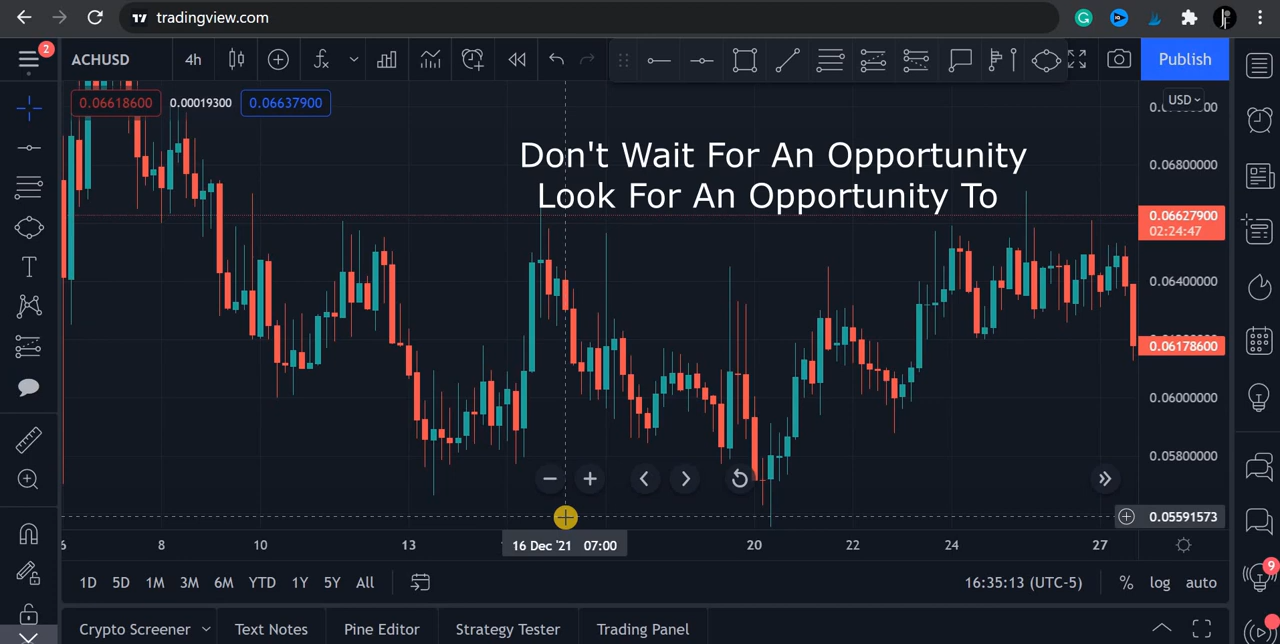 tradingview.com
2
ACHUSD
4h
Publish
0.06618600
0.00019300
0.06637900
USD
Don't Wait For An Opportunity
Look For An Opportunity To
0.06800000
0.06627900
02:24:47
0.06400000
0.06178600
0.06000000
0.05800000
0.05591573
8
10
13
16 Dec '21 07:00
20
22
24
27
1D
5D
1M
3M
6M
YTD
1Y
5Y
All
16:35:13 (UTC-5)
%
log
auto
9
Crypto Screener
Text Notes
Pine Editor
Strategy Tester
Trading Panel